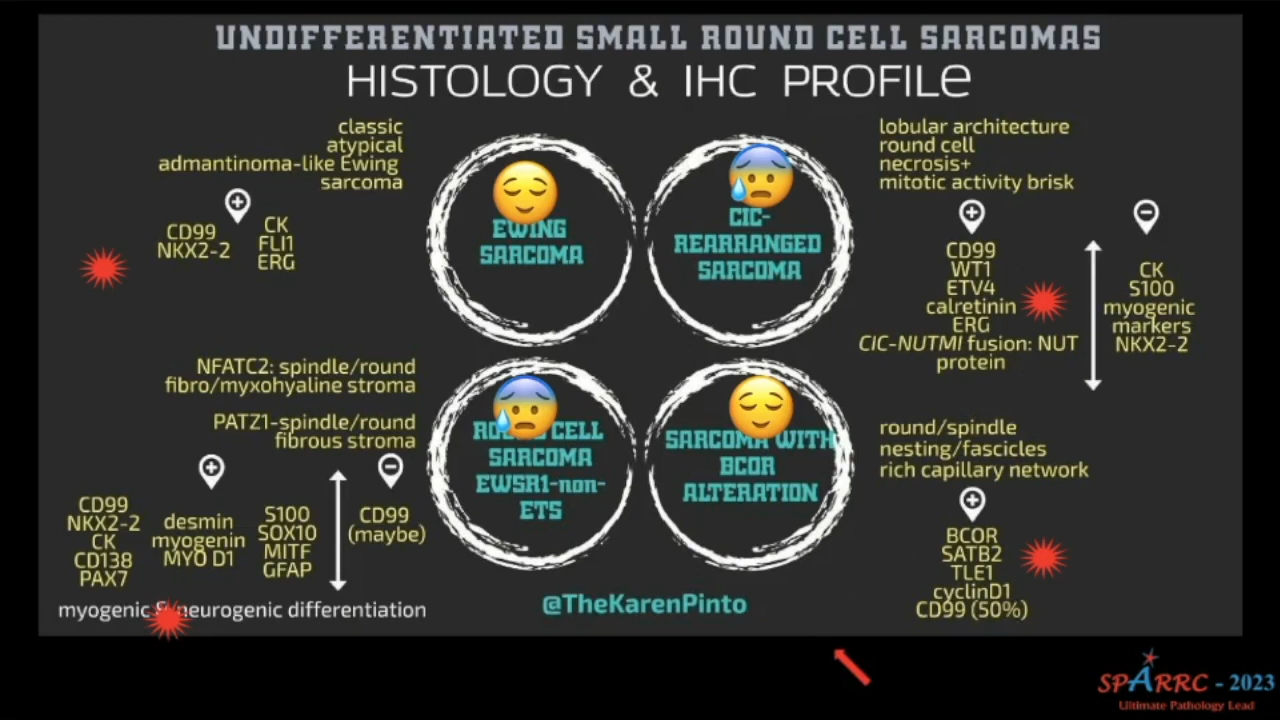 UNDIFFERENTIATED SMALL ROUND CELL SARCOMAS
HISTOLOGY & IHC PROFILe
classic
atypical
admantinoma-like Ewing
sarcoma
CD99
NKX2-2
CK
FLI1
ERG
EWING
SARCOMA
CIC-
REARRANGED
SARCOMA
lobular architecture
round cell
necrosis+
mitotic activity brisk
CD99
WT1
ETV4
calretinin
ERG
CIC-NUTMI fusion: NUT
protein
CK
S100
myogenic
markers
NKX2-2
NFATC2: spindle/round
fibro/myxohyaline stroma
PATZ1-spindle/round
fibrous stroma
CD99
NKX2-2
CK
CD138
PAX7
desmin
myogenin
MYO D1
S100
SOX10
MITF
GFAP
CD99
(maybe)
myogenic & neurogenic differentiation
ROUND CELL
SARCOMA
EWSR1-non-
ETS
SARCOMA WITH
BCOR
ALTERATION
round/spindle
nesting/fascicles
rich capillary network
BCOR
SATB2
TLE1
cyclinD1
CD99 (50%)
@TheKarenPinto
SPARRC - 2023
Ultimate Pathology Lead